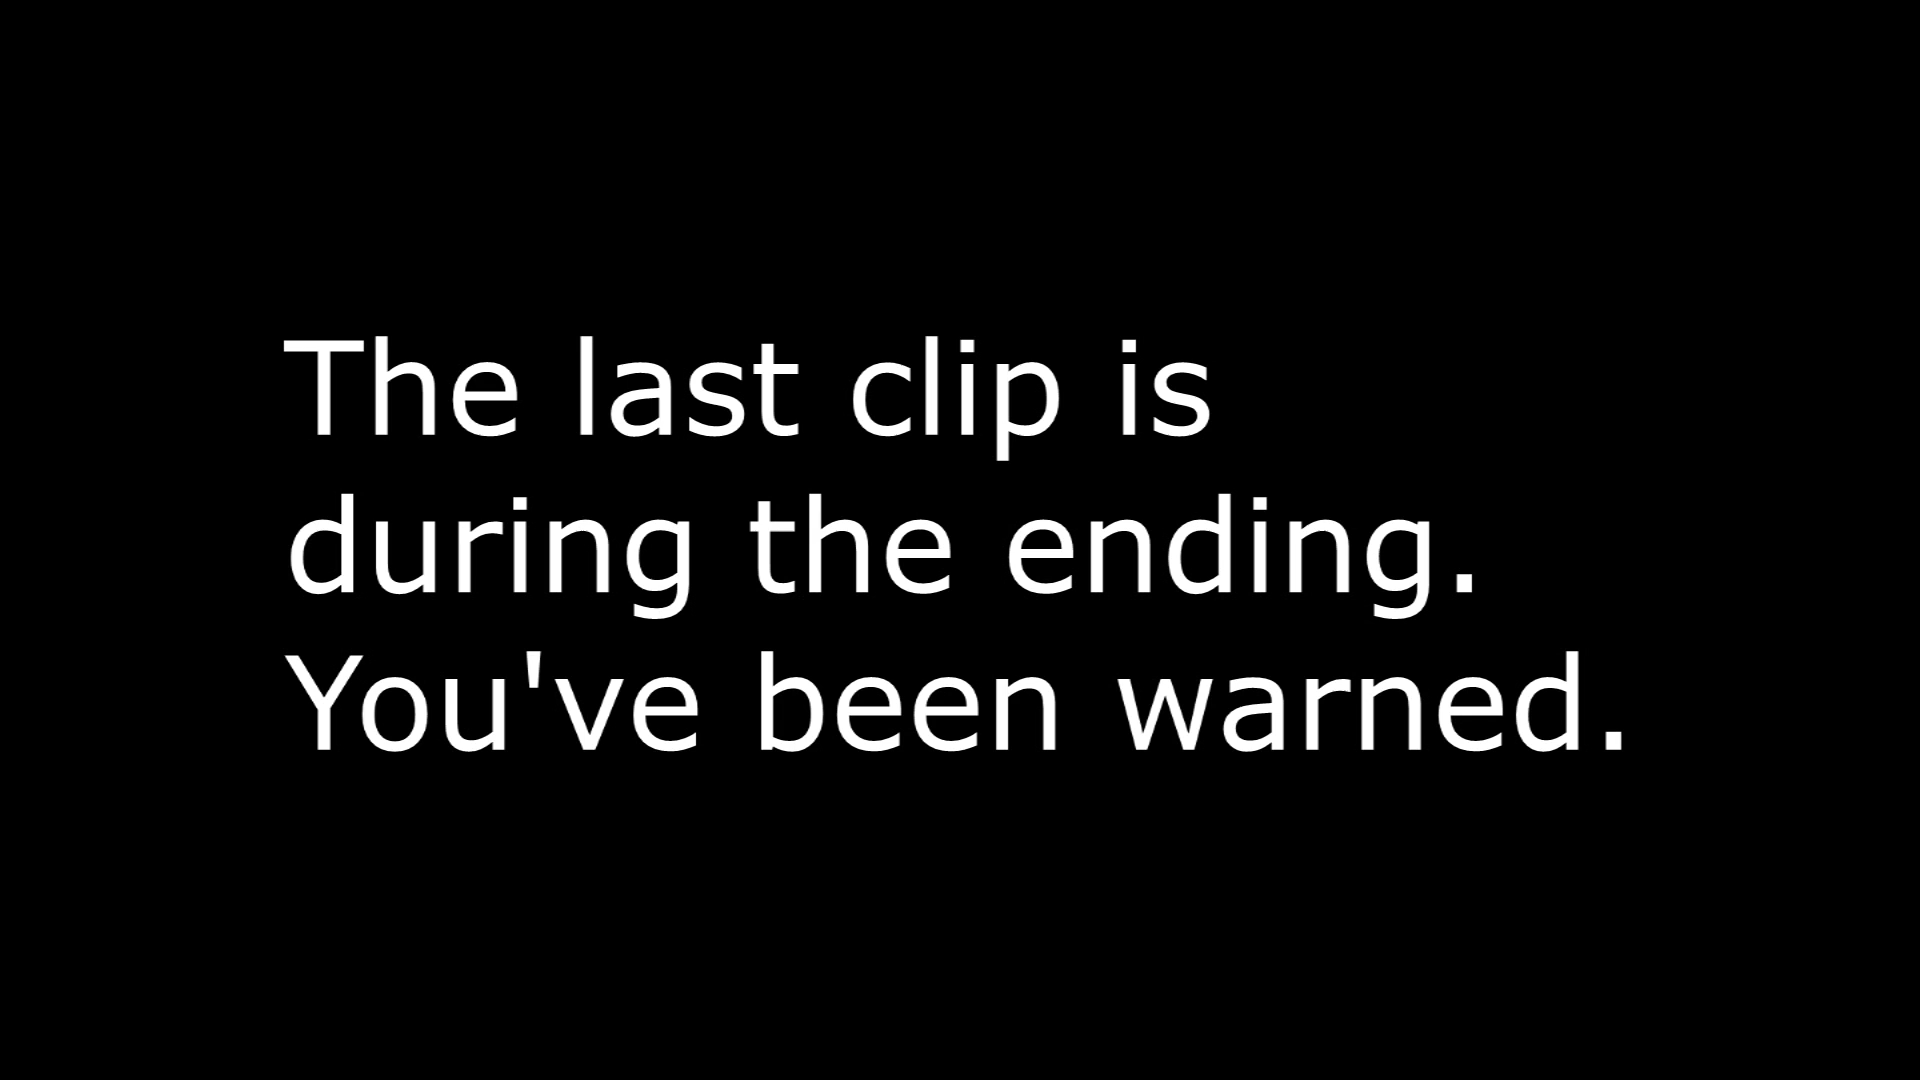 The last clip is
during the ending.
You've been warned.